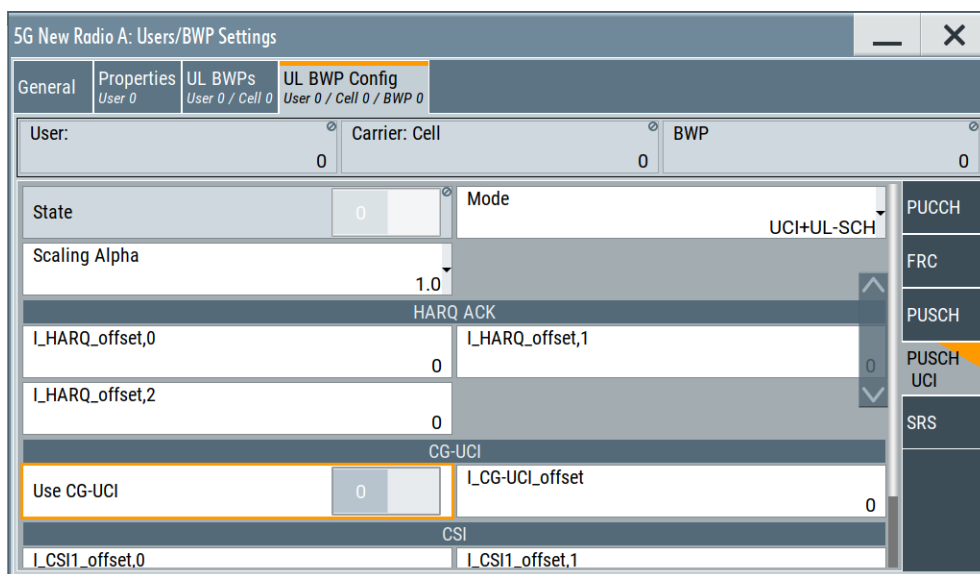 5G New Radio A: Users/BWP Settings
General
Properties
User 0
UL BWPs
User 0 / Cell 0
UL BWP Config
User 0 / Cell 0 / BWP 0
User:
0
Carrier: Cell
0
BWP
0
State
0
Mode
UCI+UL-SCH
Scaling Alpha
1.0
HARQ ACK
I_HARQ_offset,0
0
I_HARQ_offset,1
0
I_HARQ_offset,2
0
CG-UCI
Use CG-UCI
0
I_CG-UCI_offset
0
CSI
I_CSI1_offset,0
I_CSI1_offset,1
PUCCH
FRC
PUSCH
PUSCH
UCI
SRS